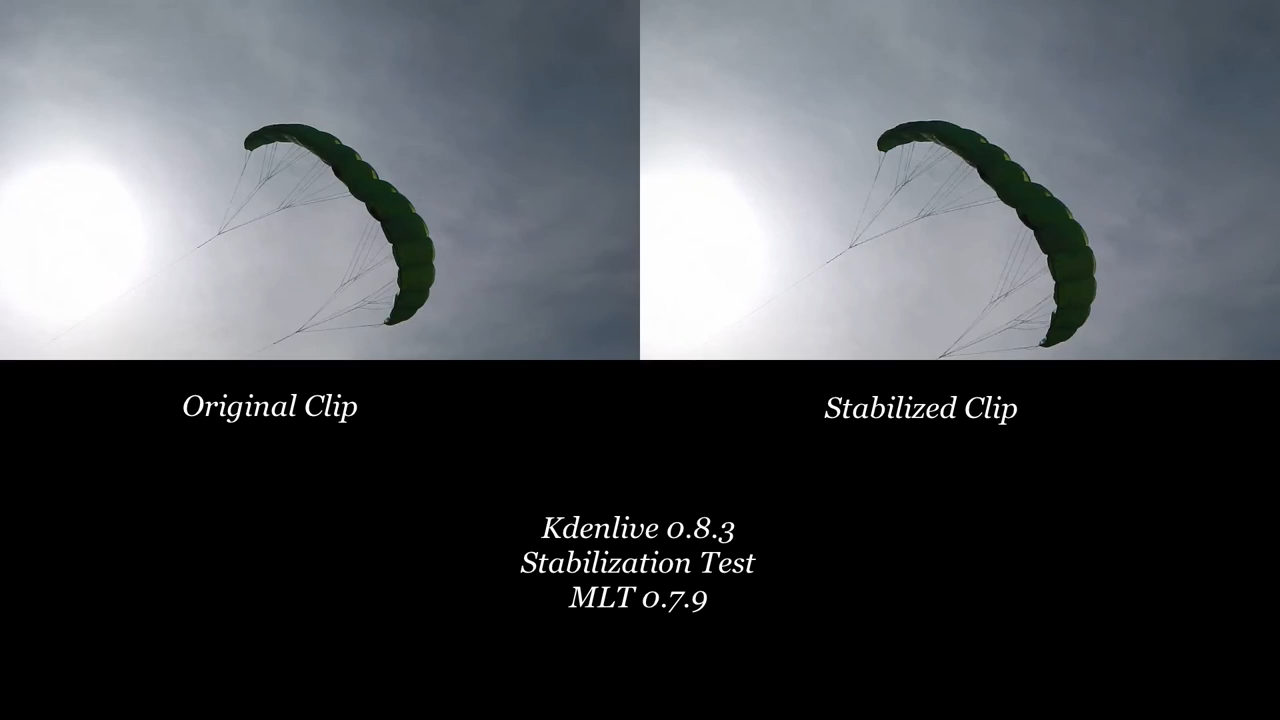 Original Clip
Stabilized Clip
Kdenlive 0.8.3
Stabilization Test
MLT 0.7.9